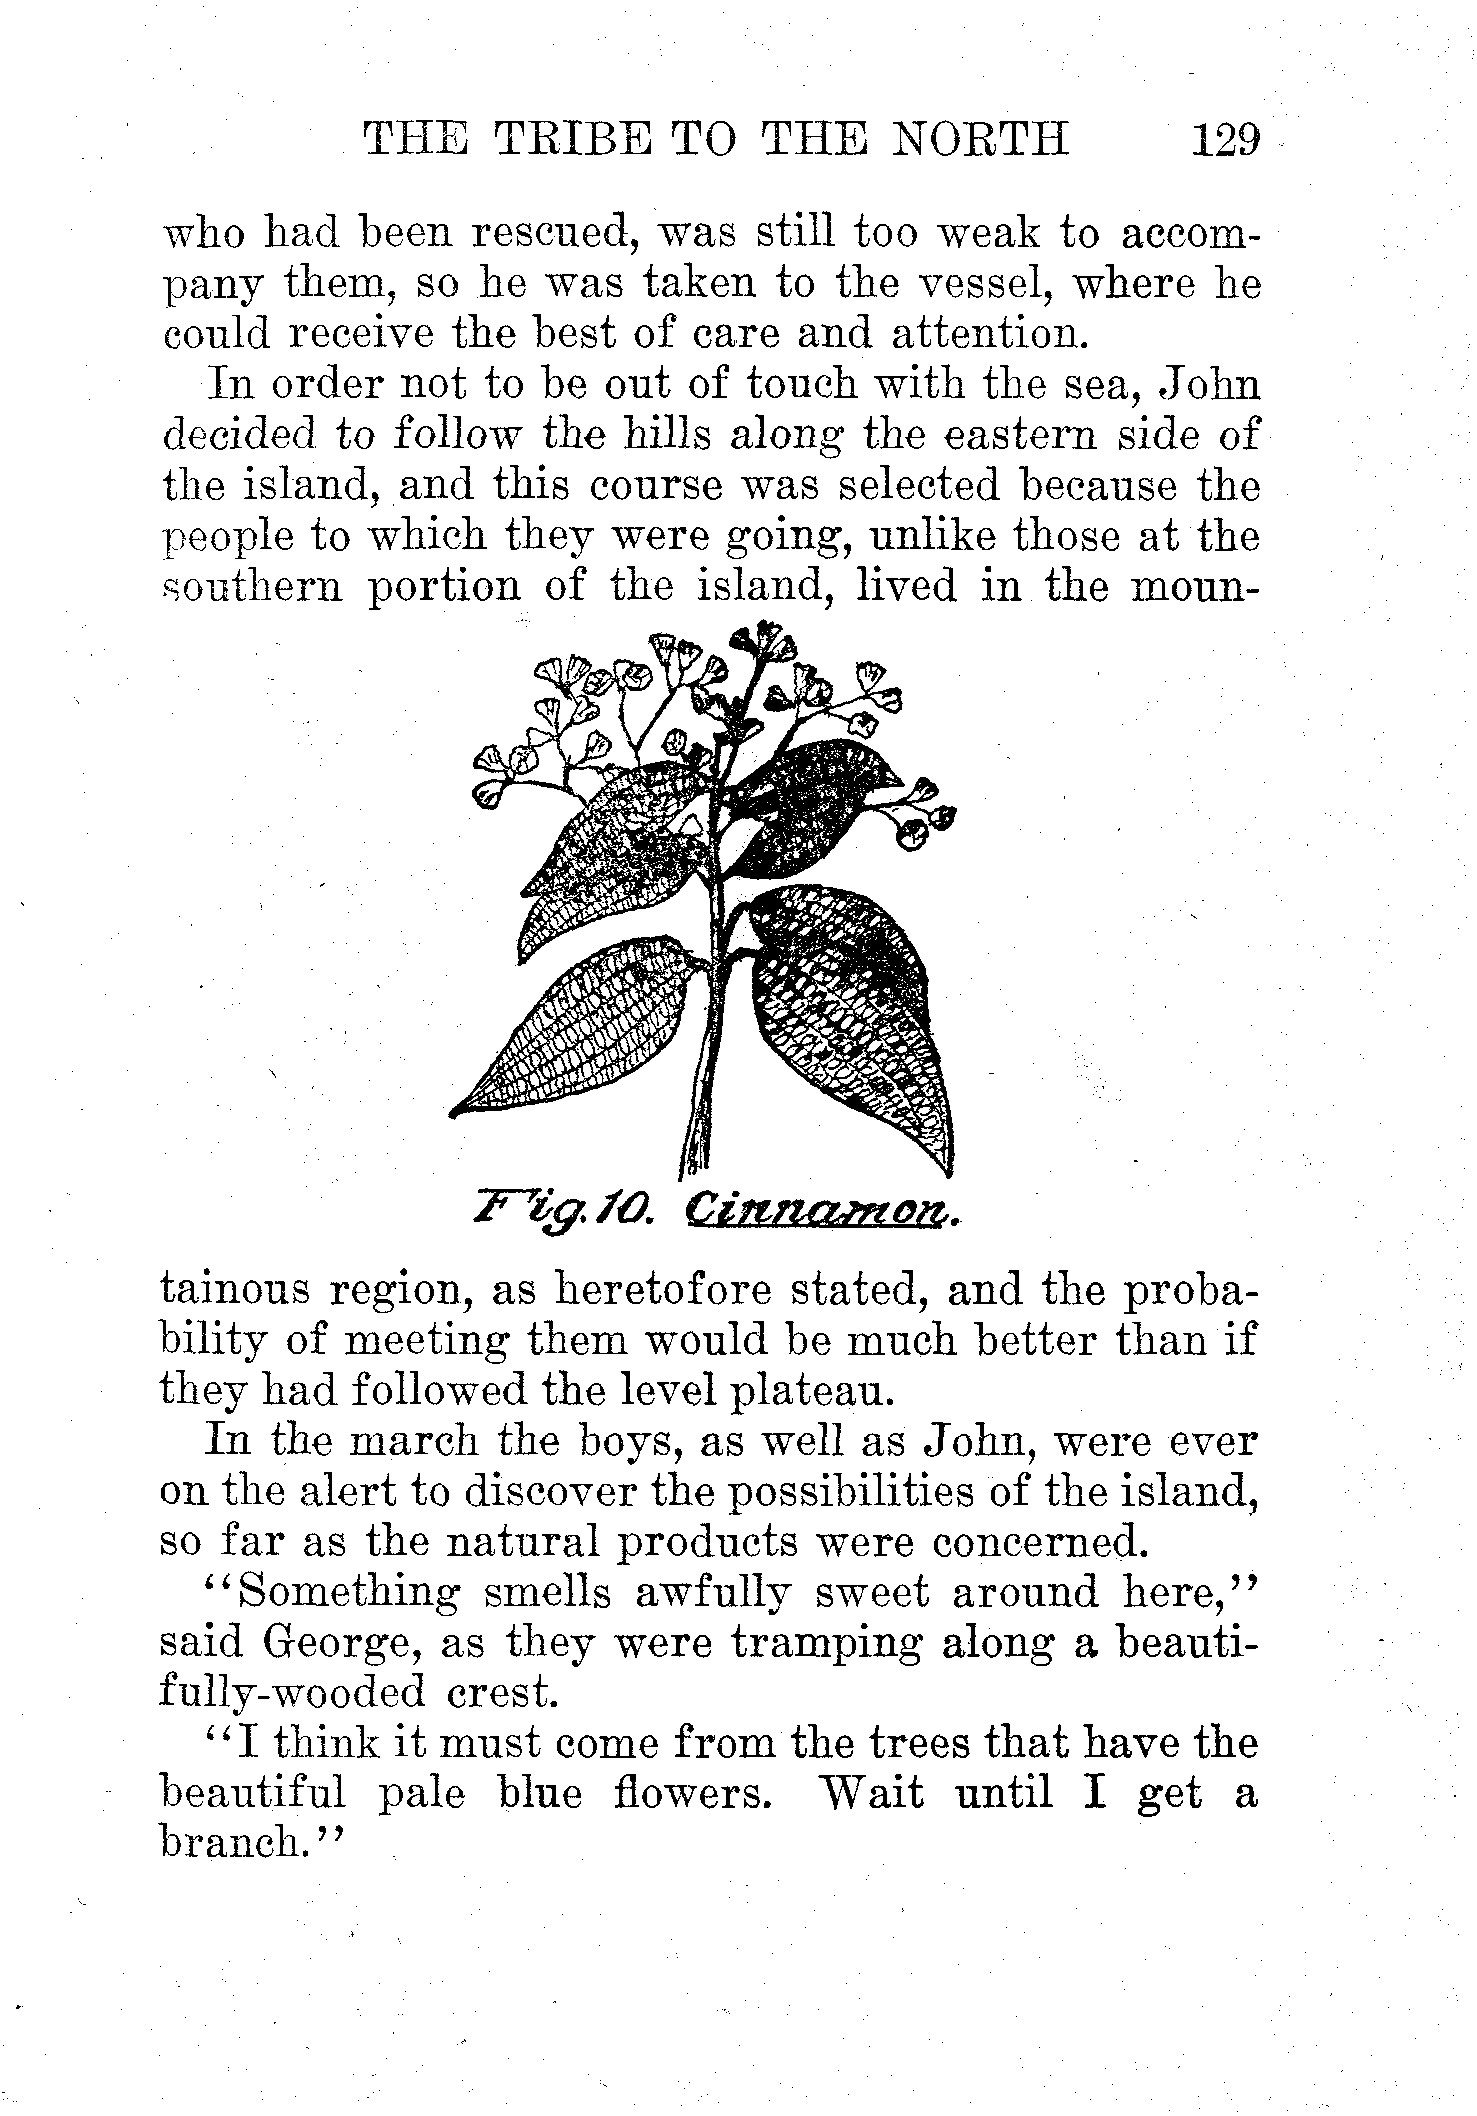 THE TRIBE TO THE NORTH 129
who had been rescued, was still too weak to accom-
pany them, so he was taken to the vessel, where he
could receive the best of care and attention.
In order not to be out of touch with the sea, John
decided to follow the hills along the eastern side of
the island, and this course was selected because the
people to which they were going, unlike those at the
southern portion of the island, lived in the moun-
Fig. 10. Cinnamon.
tainous region, as heretofore stated, and the proba-
bility of meeting them would be much better than if
they had followed the level plateau.
In the march the boys, as well as John, were ever
on the alert to discover the possibilities of the island,
so far as the natural products were concerned.
"Something smells awfully sweet around here,"
said George, as they were tramping along a beauti-
fully-wooded crest.
"I think it must come from the trees that have the
beautiful pale blue flowers. Wait until I get a
branch."